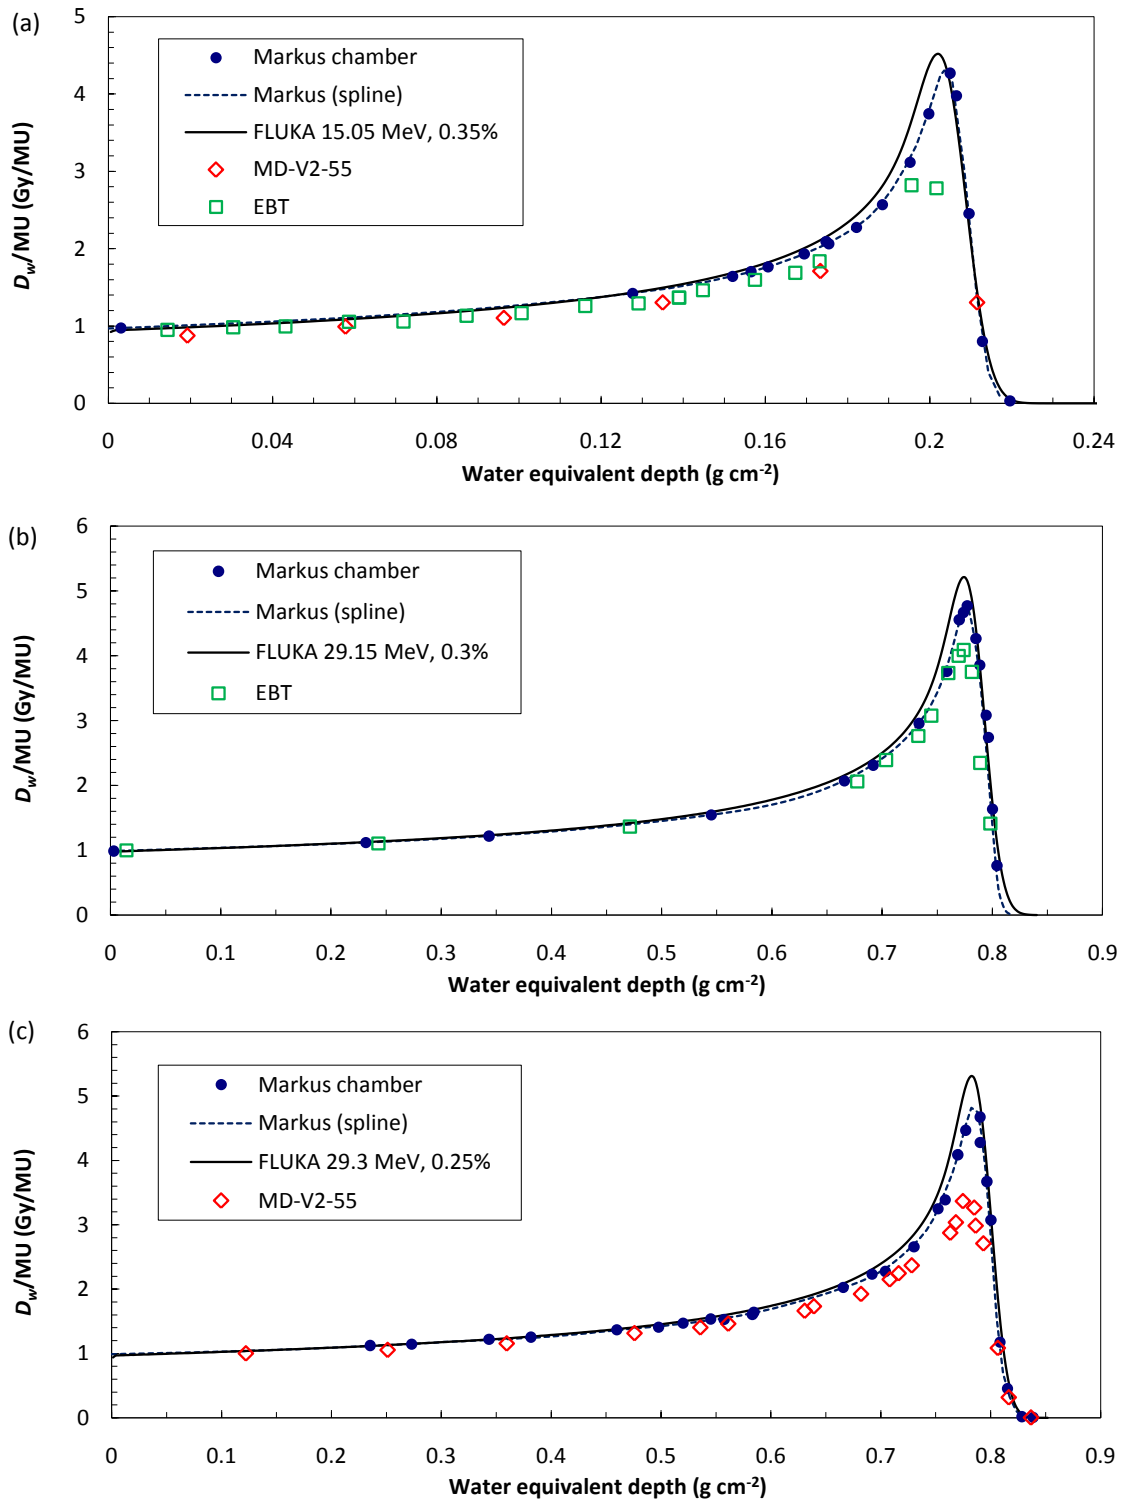 (a)
5
4
3
2
1
0
D_w/MU (Gy/MU)
Markus chamber
Markus (spline)
FLUKA 15.05 MeV, 0.35%
MD-V2-55
EBT
0 0.04 0.08 0.12 0.16 0.2 0.24
Water equivalent depth (g cm⁻²)
(b)
6
5
4
3
2
1
0
D_w/MU (Gy/MU)
Markus chamber
Markus (spline)
FLUKA 29.15 MeV, 0.3%
EBT
0 0.1 0.2 0.3 0.4 0.5 0.6 0.7 0.8 0.9
Water equivalent depth (g cm⁻²)
(c)
6
5
4
3
2
1
0
D_w/MU (Gy/MU)
Markus chamber
Markus (spline)
FLUKA 29.3 MeV, 0.25%
MD-V2-55
0 0.1 0.2 0.3 0.4 0.5 0.6 0.7 0.8 0.9
Water equivalent depth (g cm⁻²)